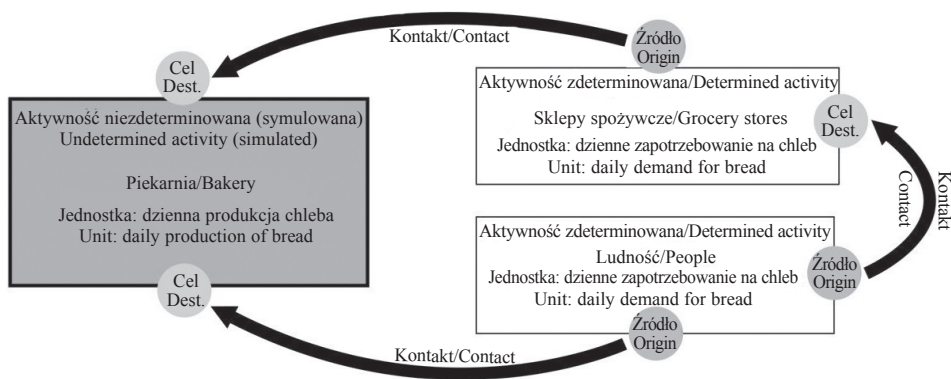 Kontakt/Contact
Źródło
Origin
Cel
Dest.
Aktywność niezdeterminowana (symulowana)
Undetermined activity (simulated)
Piekarnia/Bakery
Jednostka: dzienna produkcja chleba
Unit: daily production of bread
Cel
Dest.
Aktywność zdeterminowana/Determined activity
Sklepy spożywcze/Grocery stores
Jednostka: dzienne zapotrzebowanie na chleb
Unit: daily demand for bread
Cel
Dest.
Kontakt
Contact
Aktywność zdeterminowana/Determined activity
Ludność/People
Jednostka: dzienne zapotrzebowanie na chleb
Unit: daily demand for bread
Źródło
Origin
Źródło
Origin
Kontakt/Contact